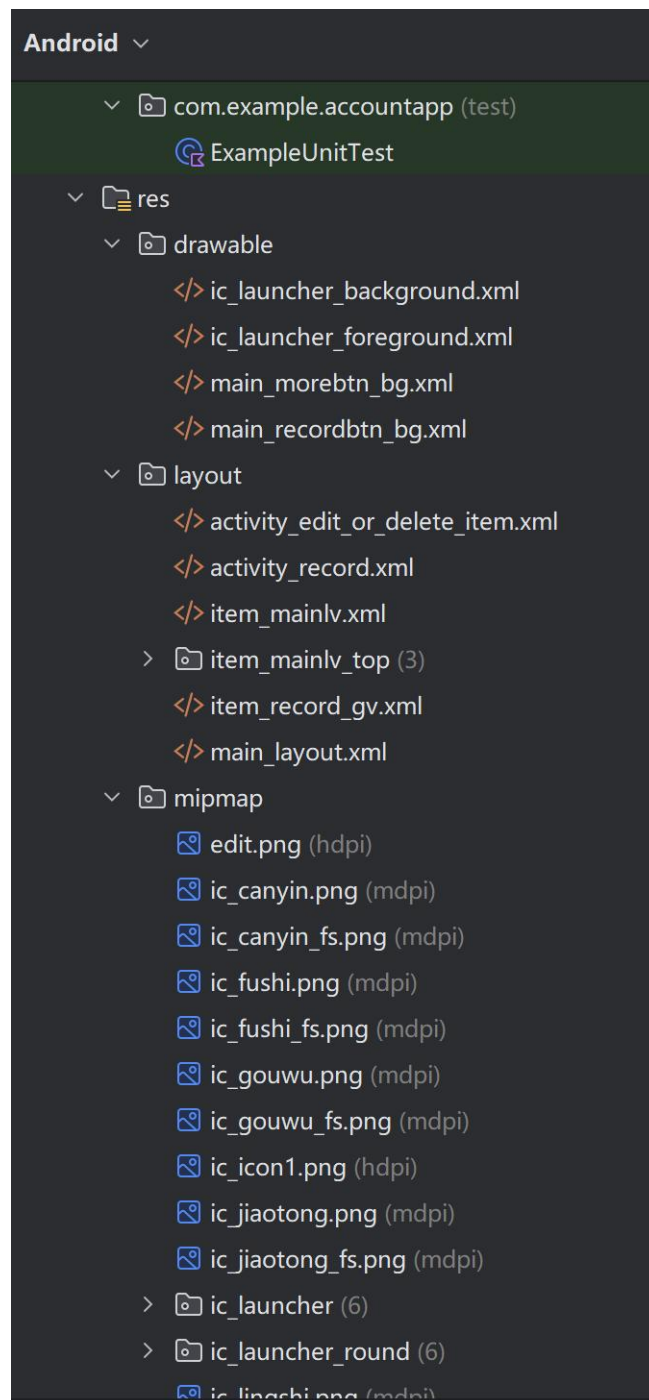 Android
com.example.accountapp (test)
ExampleUnitTest
res
drawable
</> ic_launcher_background.xml
</> ic_launcher_foreground.xml
</> main_morebtn_bg.xml
</> main_recordbtn_bg.xml
layout
</> activity_edit_or_delete_item.xml
</> activity_record.xml
</> item_mainlv.xml
item_mainlv_top (3)
</> item_record_gv.xml
</> main_layout.xml
mipmap
edit.png (hdpi)
ic_canyin.png (mdpi)
ic_canyin_fs.png (mdpi)
ic_fushi.png (mdpi)
ic_fushi_fs.png (mdpi)
ic_gouwu.png (mdpi)
ic_gouwu_fs.png (mdpi)
ic_icon1.png (hdpi)
ic_jiaotong.png (mdpi)
ic_jiaotong_fs.png (mdpi)
ic_launcher (6)
ic_launcher_round (6)
ic_lingshi.png (mdpi)